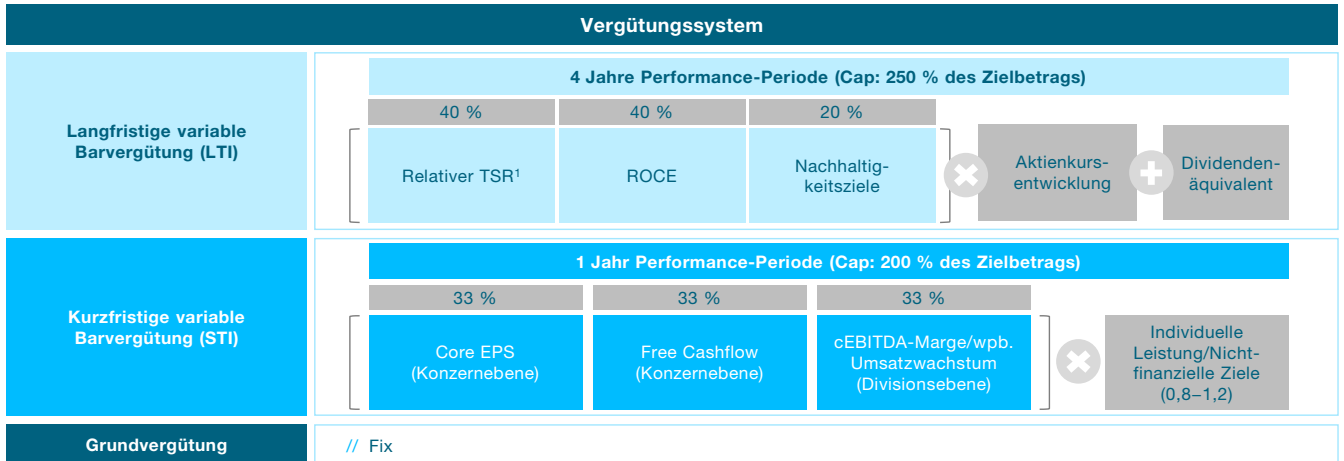 Vergütungssystem
Langfristige variable
Barvergütung (LTI)
4 Jahre Performance-Periode (Cap: 250 % des Zielbetrags)
40 %
40 %
20 %
Relativer TSR¹
ROCE
Nachhaltig-
keitsziele
Aktienkurs-
entwicklung
Dividenden-
äquivalent
Kurzfristige variable
Barvergütung (STI)
1 Jahr Performance-Periode (Cap: 200 % des Zielbetrags)
33 %
33 %
33 %
Core EPS
(Konzernebene)
Free Cashflow
(Konzernebene)
cEBITDA-Marge/wpb.
Umsatzwachstum
(Divisionsebene)
Individuelle
Leistung/Nicht-
finanzielle Ziele
(0,8–1,2)
Grundvergütung
// Fix